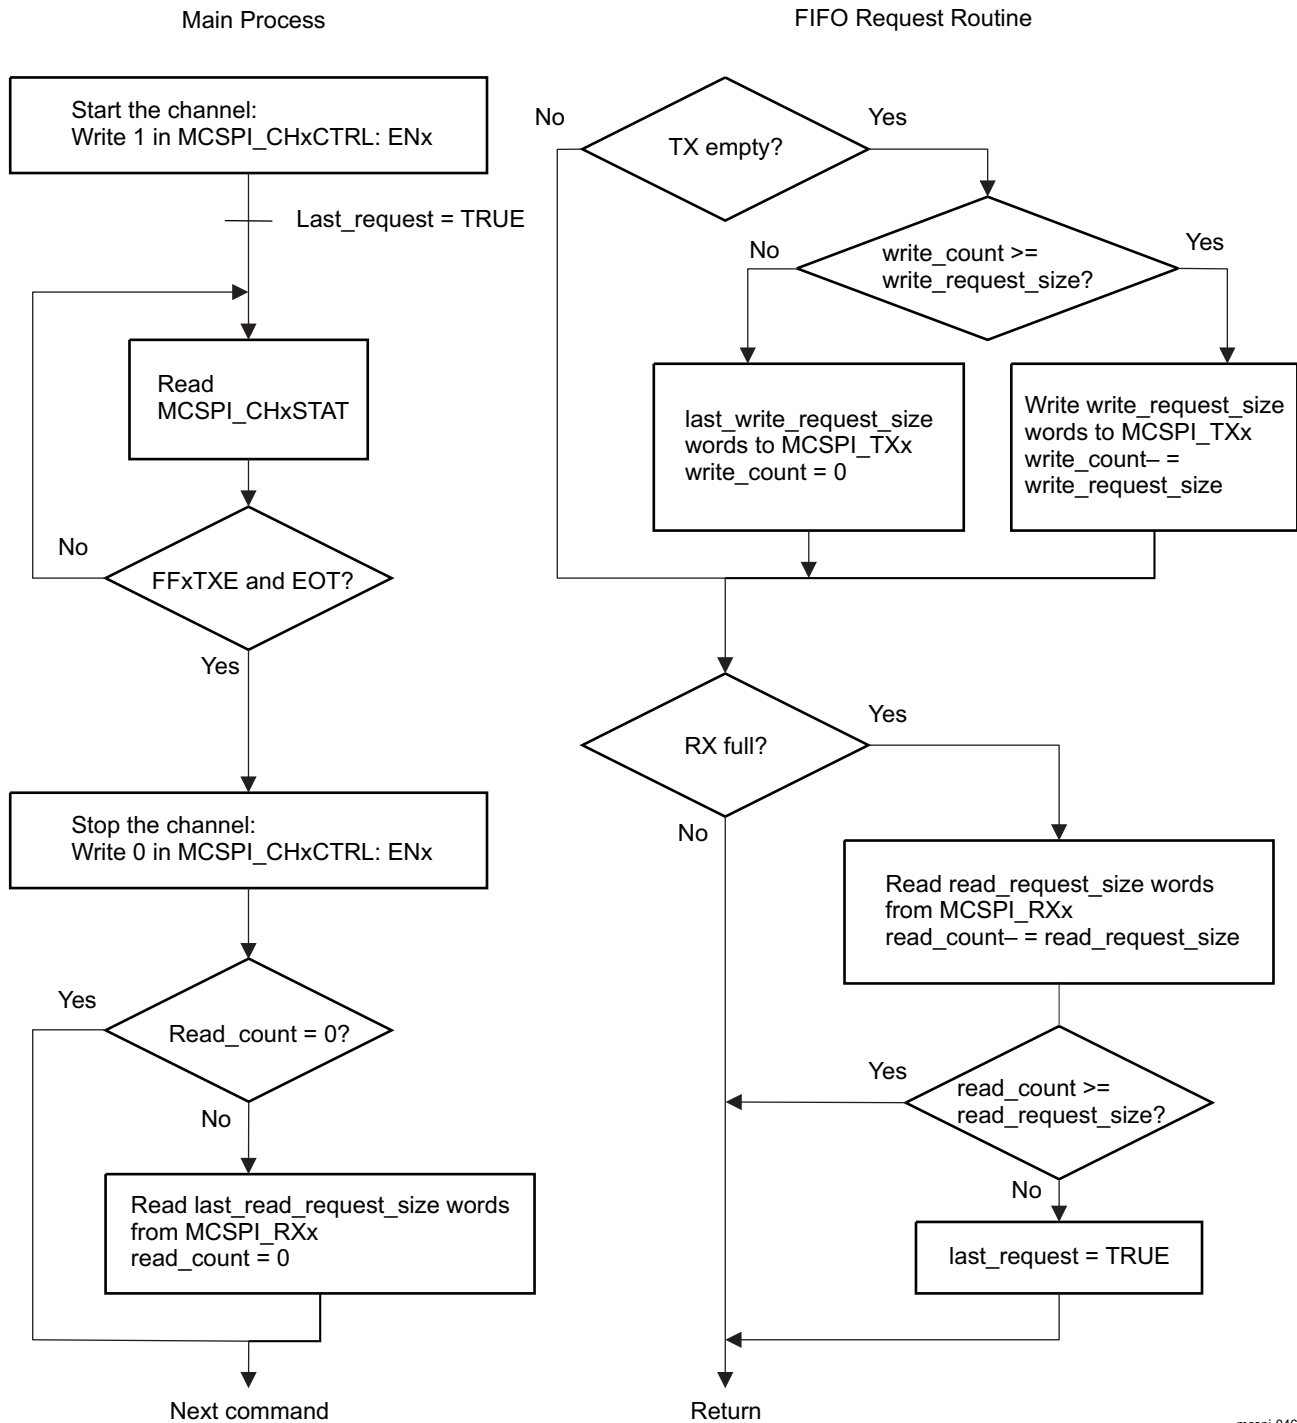 Main Process
Start the channel:
Write 1 in MCSPI_CHxCTRL: ENx
Last_request = TRUE
Read
MCSPI_CHxSTAT
No
FFxTXE and EOT?
Yes
Stop the channel:
Write 0 in MCSPI_CHxCTRL: ENx
Yes
Read_count = 0?
No
Read last_read_request_size words
from MCSPI_RXx
read_count = 0
Next command
FIFO Request Routine
No
Yes
TX empty?
No
Yes
write_count >=
write_request_size?
last_write_request_size
words to MCSPI_TXx
write_count = 0
Write write_request_size
words to MCSPI_TXx
write_count– =
write_request_size
Yes
RX full?
No
Read read_request_size words
from MCSPI_RXx
read_count– = read_request_size
Yes
read_count >=
read_request_size?
No
last_request = TRUE
Return